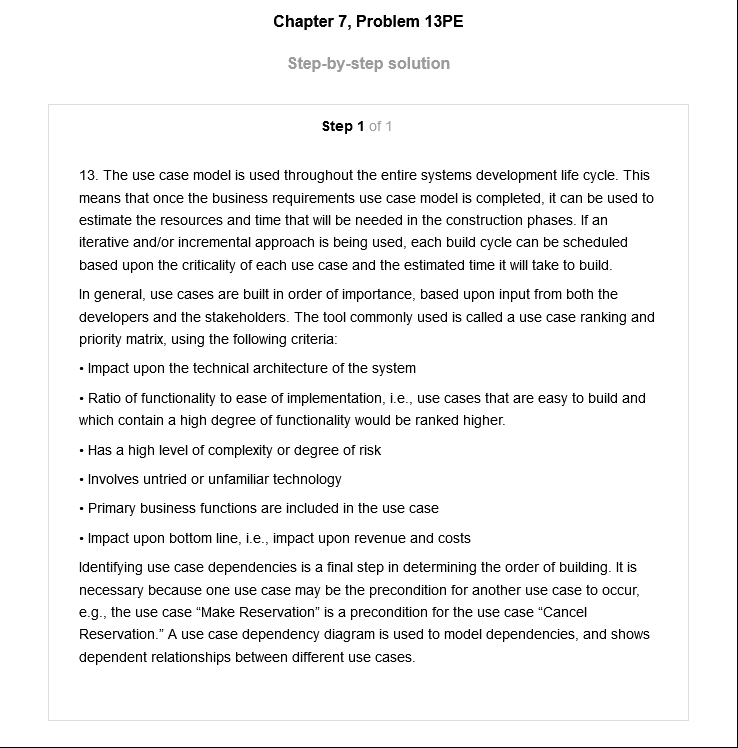 Chapter 7, Problem 13PE
Step-by-step solution
Step 1 of 1
13. The use case model is used throughout the entire systems development life cycle. This
means that once the business requirements use case model is completed, it can be used to
estimate the resources and time that will be needed in the construction phases. If an
iterative and/or incremental approach is being used, each build cycle can be scheduled
based upon the criticality of each use case and the estimated time it will take to build.
In general, use cases are built in order of importance, based upon input from both the
developers and the stakeholders. The tool commonly used is called a use case ranking and
priority matrix, using the following criteria:
• Impact upon the technical architecture of the system
• Ratio of functionality to ease of implementation, i.e., use cases that are easy to build and
which contain a high degree of functionality would be ranked higher.
• Has a high level of complexity or degree of risk
• Involves untried or unfamiliar technology
• Primary business functions are included in the use case
• Impact upon bottom line, i.e., impact upon revenue and costs
Identifying use case dependencies is a final step in determining the order of building. It is
necessary because one use case may be the precondition for another use case to occur,
e.g., the use case “Make Reservation” is a precondition for the use case “Cancel
Reservation.” A use case dependency diagram is used to model dependencies, and shows
dependent relationships between different use cases.